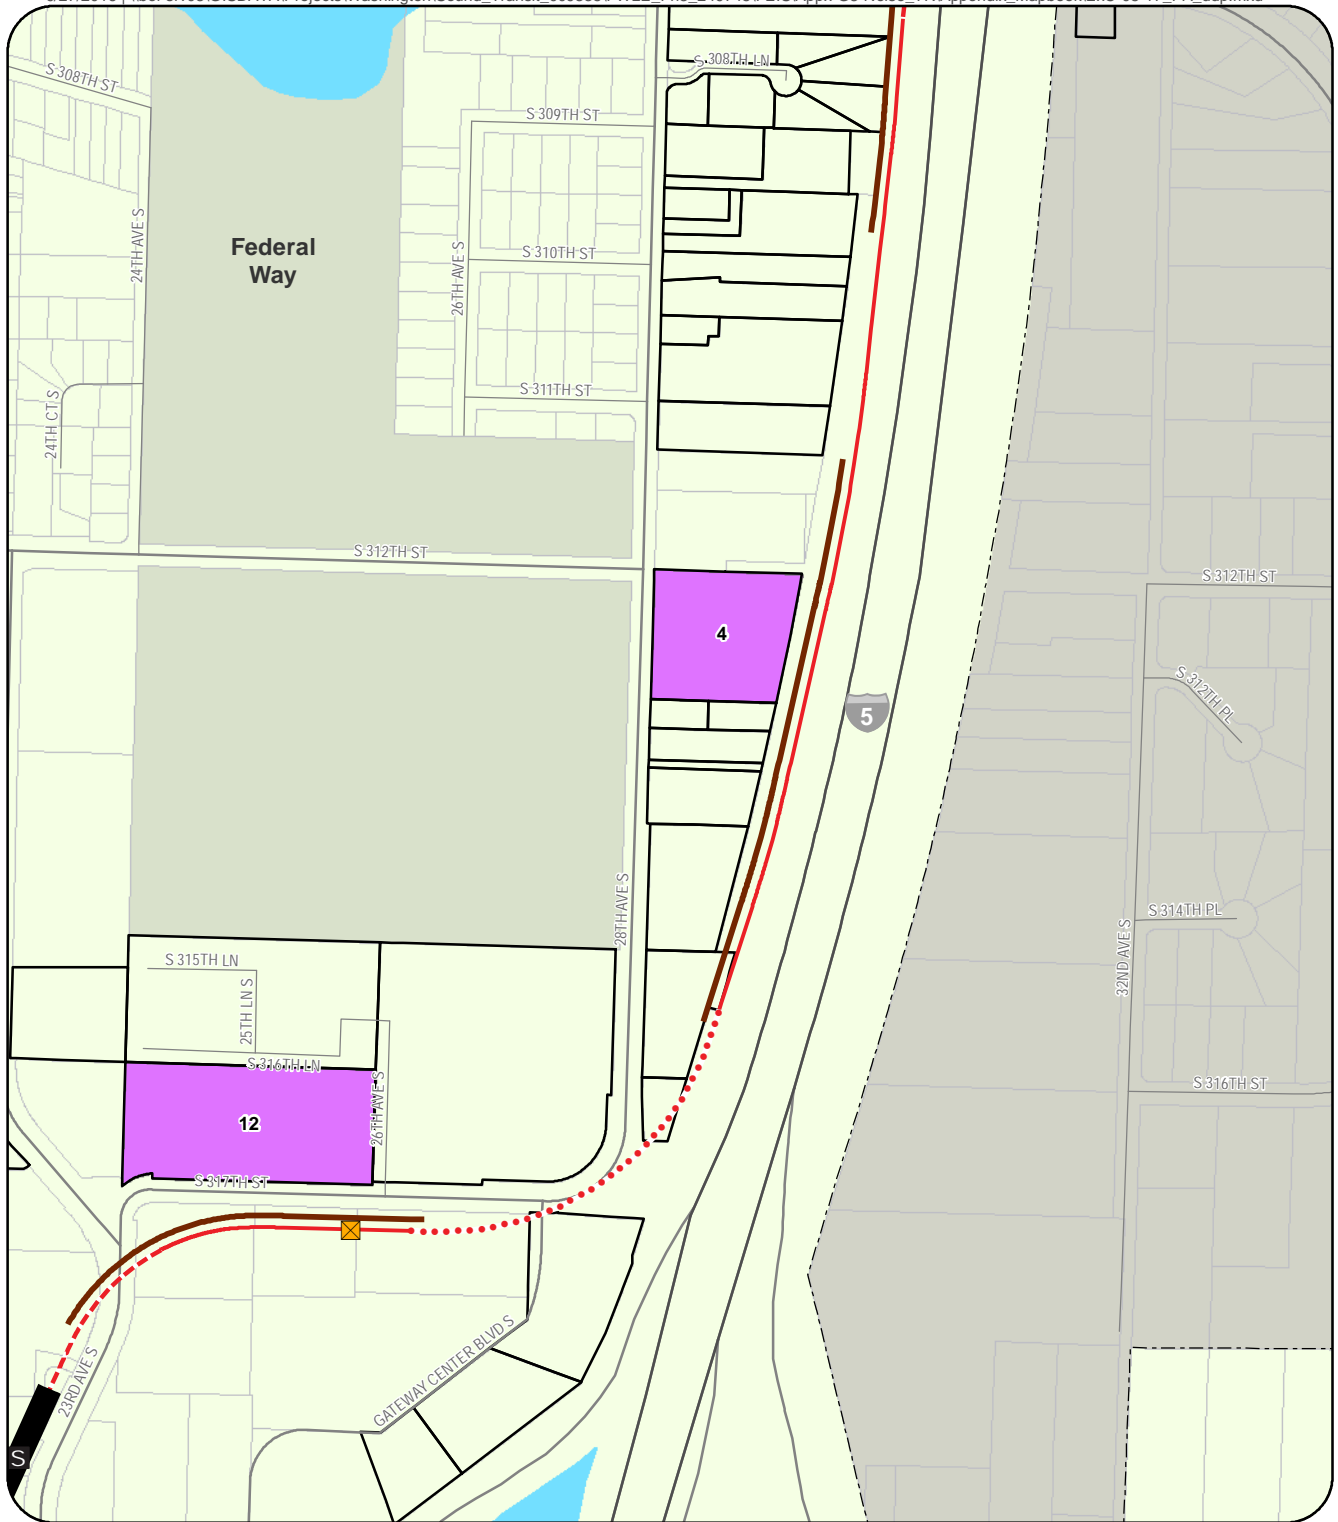 S 308TH LN
S 308TH ST
S 309TH ST
24TH AVE S
Federal
Way
26TH AVE S
S 310TH ST
S 311TH ST
24TH CT S
S 312TH ST
S 312TH ST
4
S 312TH PL
5
28TH AVE S
S 314TH PL
32ND AVE S
S 315TH LN
25TH LN S
S 316TH LN
S 316TH ST
26TH AVE S
12
S 317TH ST
GATEWAY CENTER BLVD S
23RD AVE S
S